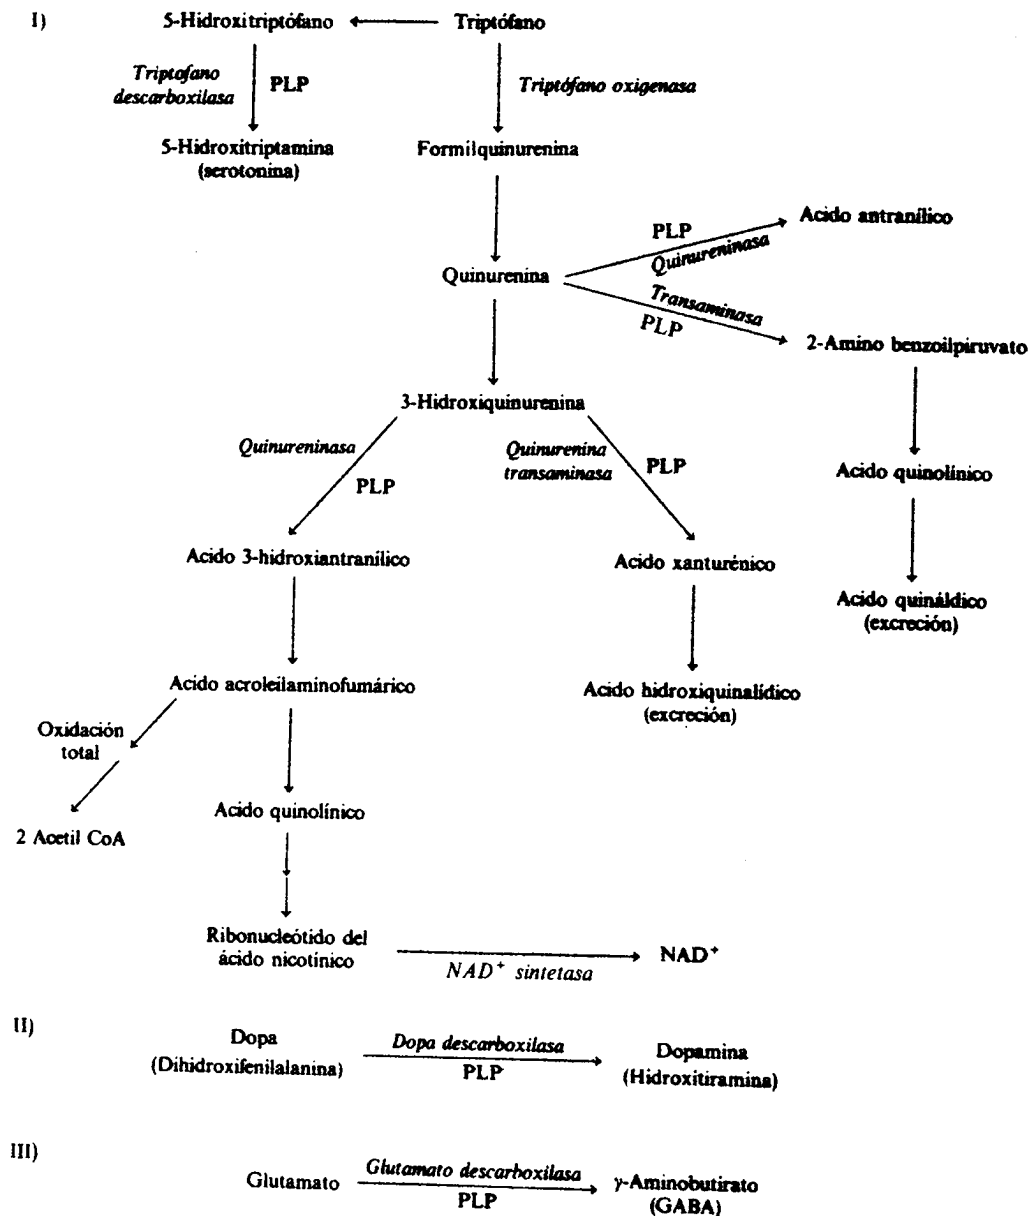 I)
5-Hidroxitriptófano
Triptófano
Triptofano
descarboxilasa
PLP
Triptófano oxigenasa
5-Hidroxitriptamina
(serotonina)
Formilquinurenina
PLP
Quinureninasa
Acido antranílico
Quinurenina
Transaminasa
PLP
2-Amino benzoilpiruvato
3-Hidroxiquinurenina
Quinureninasa
PLP
Quinurenina
transaminasa
PLP
Acido quinolínico
Acido 3-hidroxiantranílico
Acido xanturénico
Acido quináldico
(excreción)
Acido acroleilaminofumárico
Acido hidroxiquinalídico
(excreción)
Oxidación
total
2 Acetil CoA
Acido quinolínico
Ribonucleótido del
ácido nicotínico
NAD⁺ sintetasa
NAD⁺
II)
Dopa
(Dihidroxifenilalanina)
Dopa descarboxilasa
PLP
Dopamina
(Hidroxitiramina)
III)
Glutamato
Glutamato descarboxilasa
PLP
γ-Aminobutirato
(GABA)